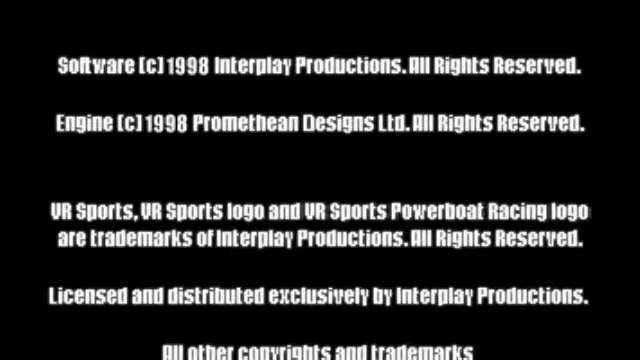 Software (c) 1998 Interplay Productions. All Rights Reserved.
Engine (c) 1998 Promethean Designs Ltd. All Rights Reserved.
VR Sports, VR Sports logo and VR Sports Powerboat Racing logo
are trademarks of Interplay Productions. All Rights Reserved.
Licensed and distributed exclusively by Interplay Productions.
All other copyrights and trademarks